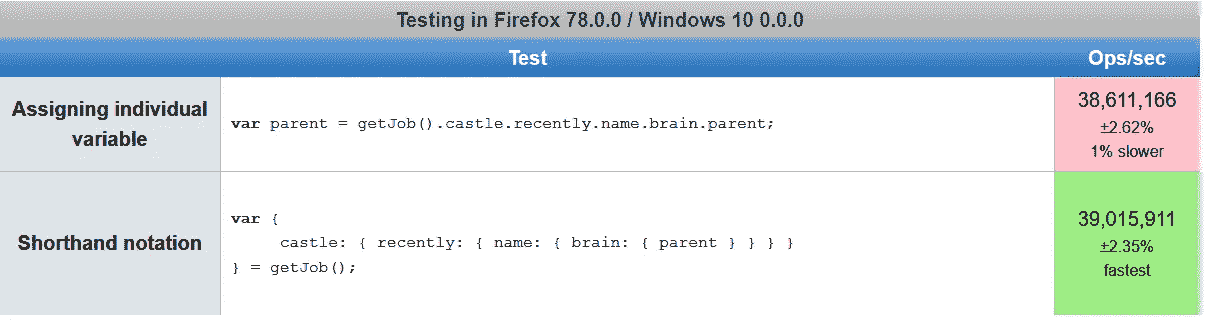 Testing in Firefox 78.0.0 / Windows 10 0.0.0
Test Ops/sec
Assigning individual
variable
var parent = getJob().castle.recently.name.brain.parent;
38,611,166
±2.62%
1% slower
Shorthand notation
var {
castle: { recently: { name: { brain: { parent } } } }
} = getJob();
39,015,911
±2.35%
fastest